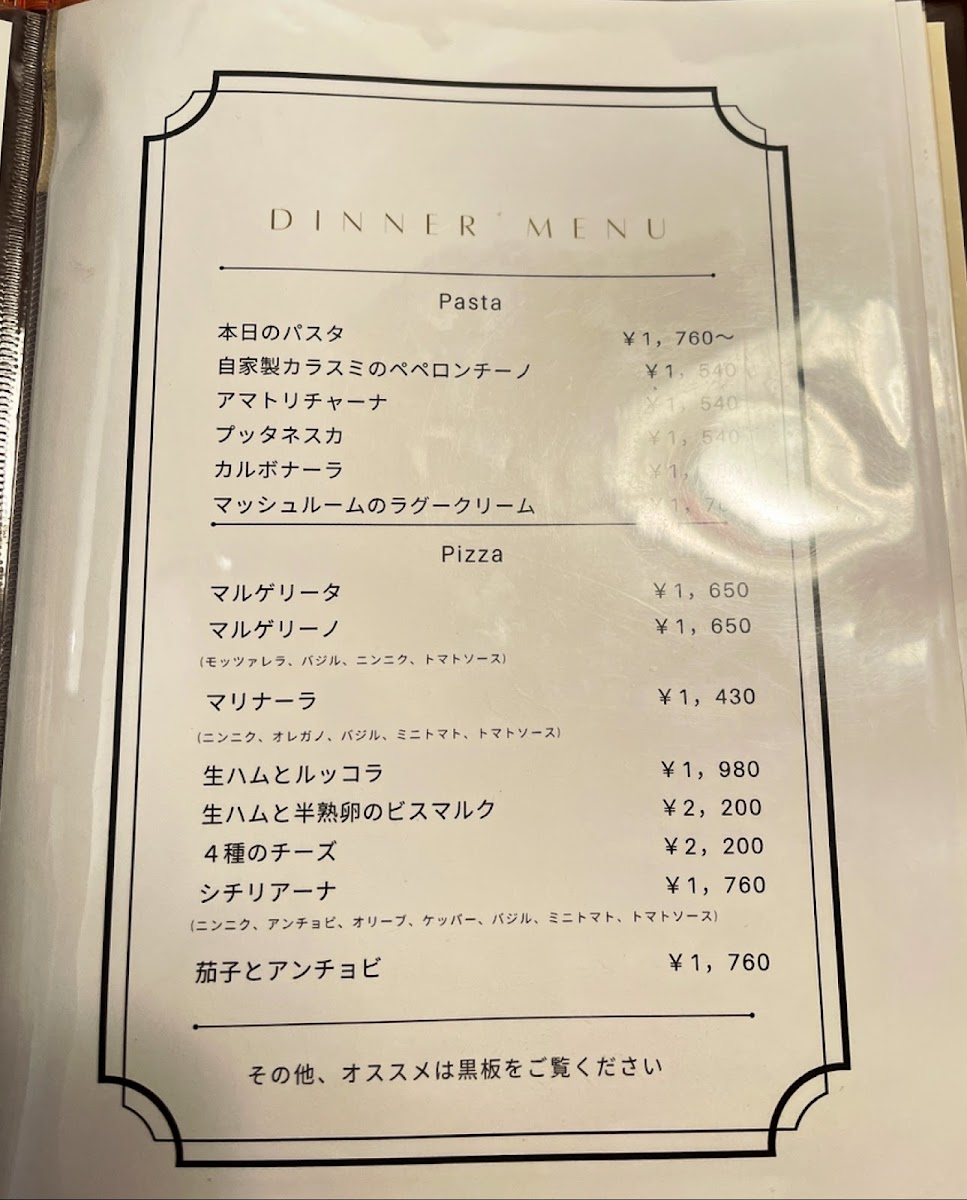 DINNER MENU
Pasta
本日のパスタ ¥1, 760〜
自家製カラスミのペペロンチーノ ¥1, 540
アマトリチャーナ ¥1, 540
プッタネスカ ¥1, 540
カルボナーラ
マッシュルームのラグークリーム
Pizza
マルゲリータ ¥1, 650
マルゲリーノ ¥1, 650
(モッツァレラ、バジル、ニンニク、トマトソース)
マリナーラ ¥1, 430
(ニンニク、オレガノ、バジル、ミニトマト、トマトソース)
生ハムとルッコラ ¥1, 980
生ハムと半熟卵のビスマルク ¥2, 200
4種のチーズ ¥2, 200
シチリアーナ ¥1, 760
(ニンニク、アンチョビ、オリーブ、ケッパー、バジル、ミニトマト、トマトソース)
茄子とアンチョビ ¥1, 760
その他、オススメは黒板をご覧ください